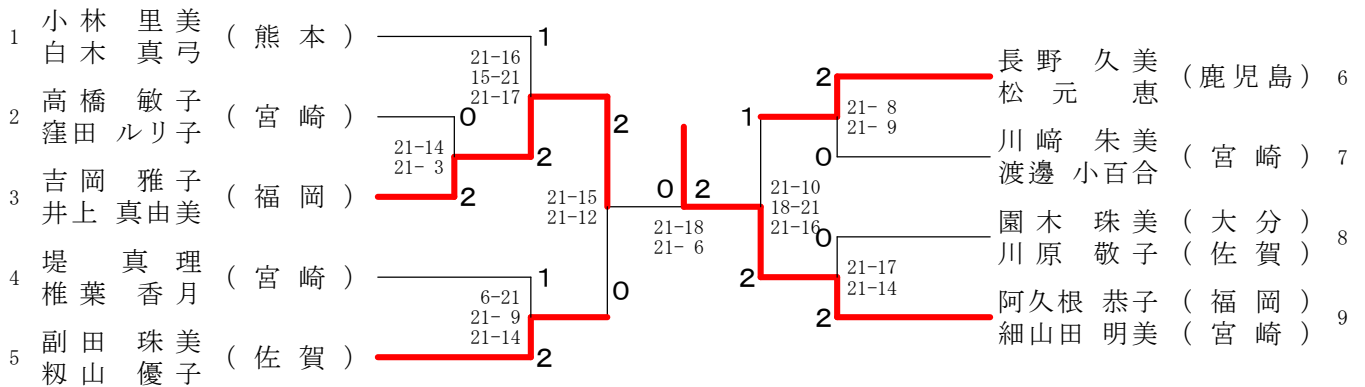 1 小林 里美 (熊本)
白木 真弓
2 高橋 敏子 (宮崎)
窪田 ルリ子
3 吉岡 雅子 (福岡)
井上 真由美
4 堤 真理 (宮崎)
椎葉 香月
5 副田 珠美 (佐賀)
籾山 優子
1
21-16
15-21
21-17
2
0
21-14
21- 3
2
2
21-15
21-12
0
1
6-21
21- 9
21-14
2
0 2
21-18
21- 6
1
21-10
18-21
21-16
2
2
21- 8
21- 9
0
0
21-17
21-14
2
長野 久美 (鹿児島) 6
松元 恵
川﨑 朱美 (宮崎) 7
渡邊 小百合
園木 珠美 (大分) 8
川原 敬子 (佐賀)
阿久根 恭子 (福岡) 9
細山田 明美 (宮崎)